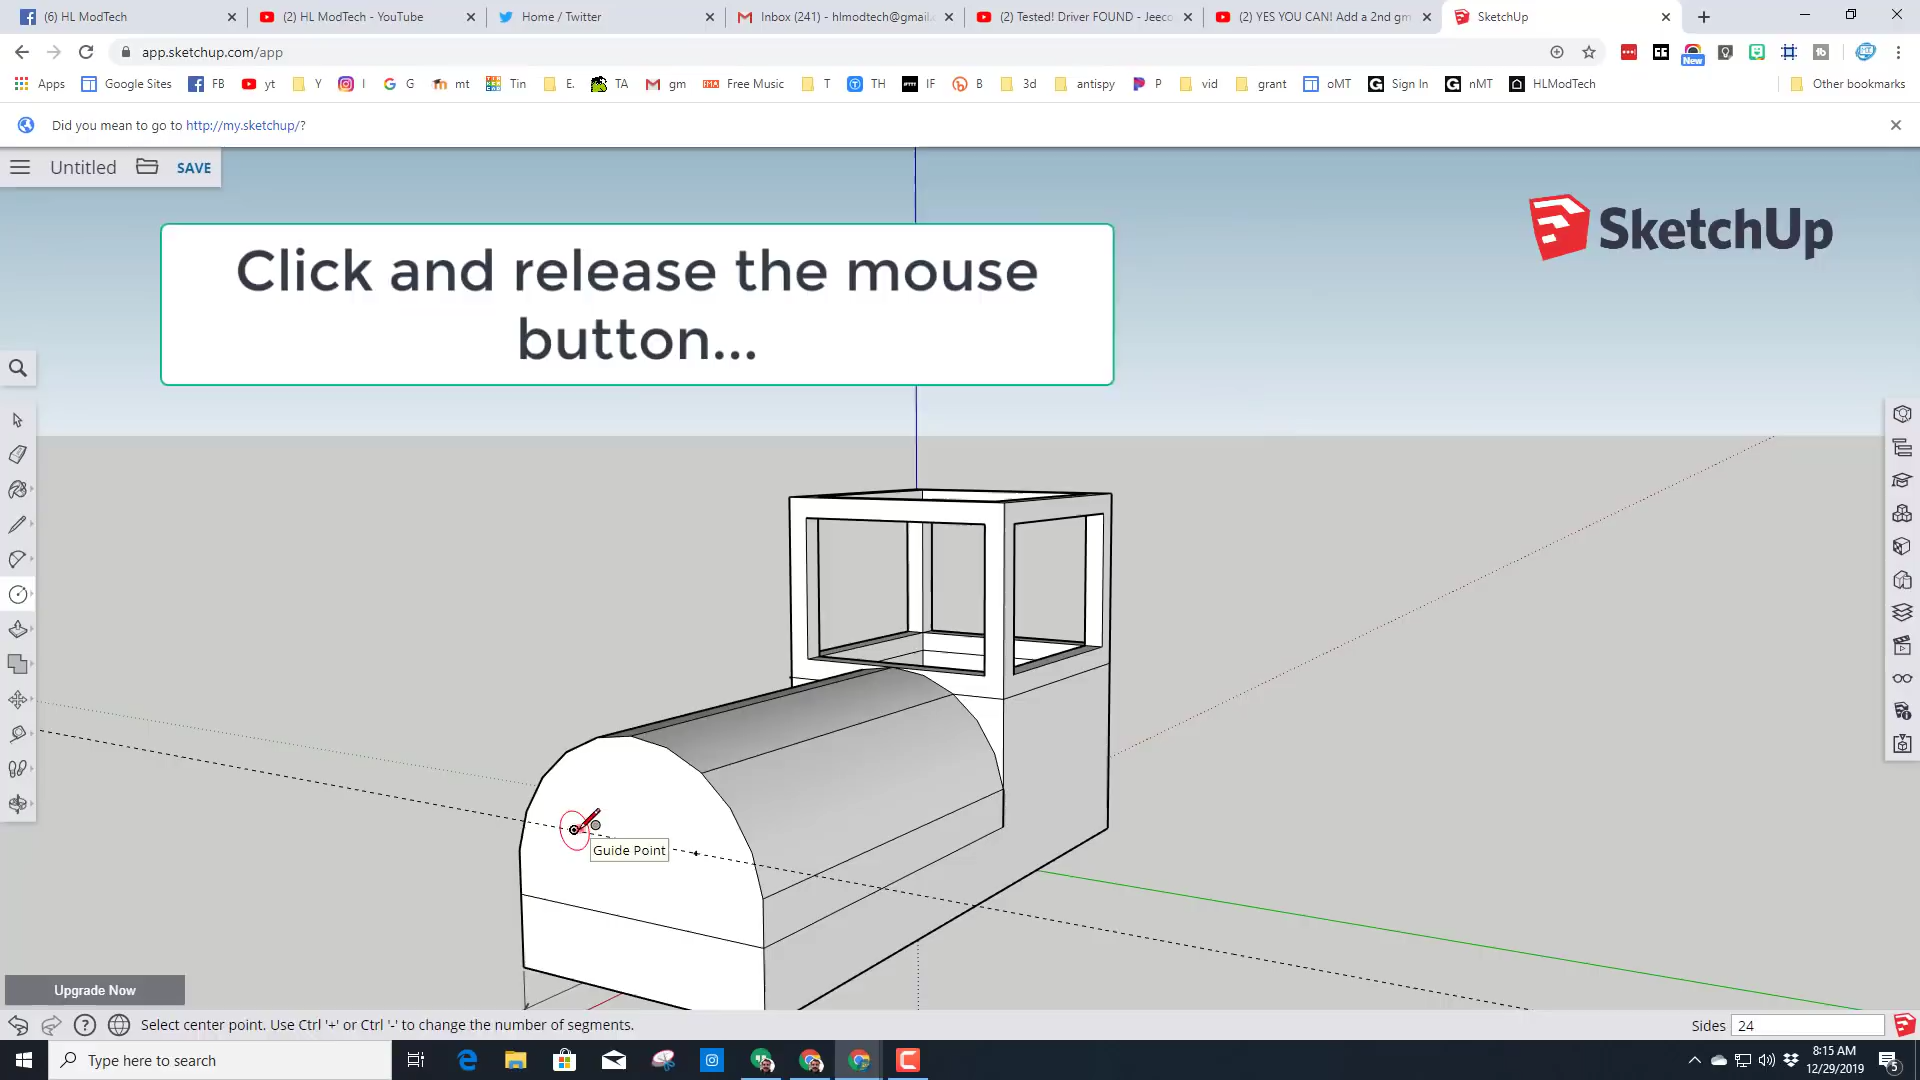 (6) HL ModTech
(2) HL ModTech - YouTube
Home / Twitter
Inbox (241) - hlmodtech@gmail.c
(2) Tested! Driver FOUND - Jeeco
(2) YES YOU CAN! Add a 2nd gm
SketchUp
app.sketchup.com/app
New
Apps
Google Sites
FB
yt
Y
I
G
mt
Tin
E.
TA
gm
Free Music
T
TH
IF
B
3d
antispy
P
vid
grant
oMT
Sign In
nMT
HLModTech
Other bookmarks
Did you mean to go to http://my.sketchup/?
Untitled
SAVE
SketchUp
Click and release the mouse
button...
Guide Point
Upgrade Now
Select center point. Use Ctrl '+' or Ctrl '-' to change the number of segments.
Sides 24
Type here to search
8:15 AM
12/29/2019
5